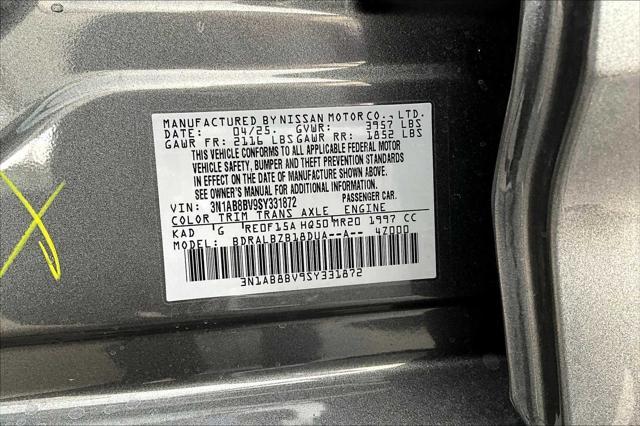 MANUFACTURED BY NISSAN MOTOR CO., LTD.
DATE: 04/25. GVWR: 3957 LBS
GAWR FR: 2116 LBS GAWR RR: 1852 LBS
THIS VEHICLE CONFORMS TO ALL APPLICABLE FEDERAL MOTOR
VEHICLE SAFETY, BUMPER AND THEFT PREVENTION STANDARDS
IN EFFECT ON THE DATE OF MANUFACTURE SHOWN ABOVE.
SEE OWNER'S MANUAL FOR ADDITIONAL INFORMATION.
VIN: 3N1AB8BV9SY331872 PASSENGER CAR.
COLOR TRIM TRANS AXLE ENGINE
KAD G RE0F15A HQ50 MR20 1997 CC
MODEL: BDRALBZB18DUA--A-- 4Z000
3N1AB8BV9SY331872